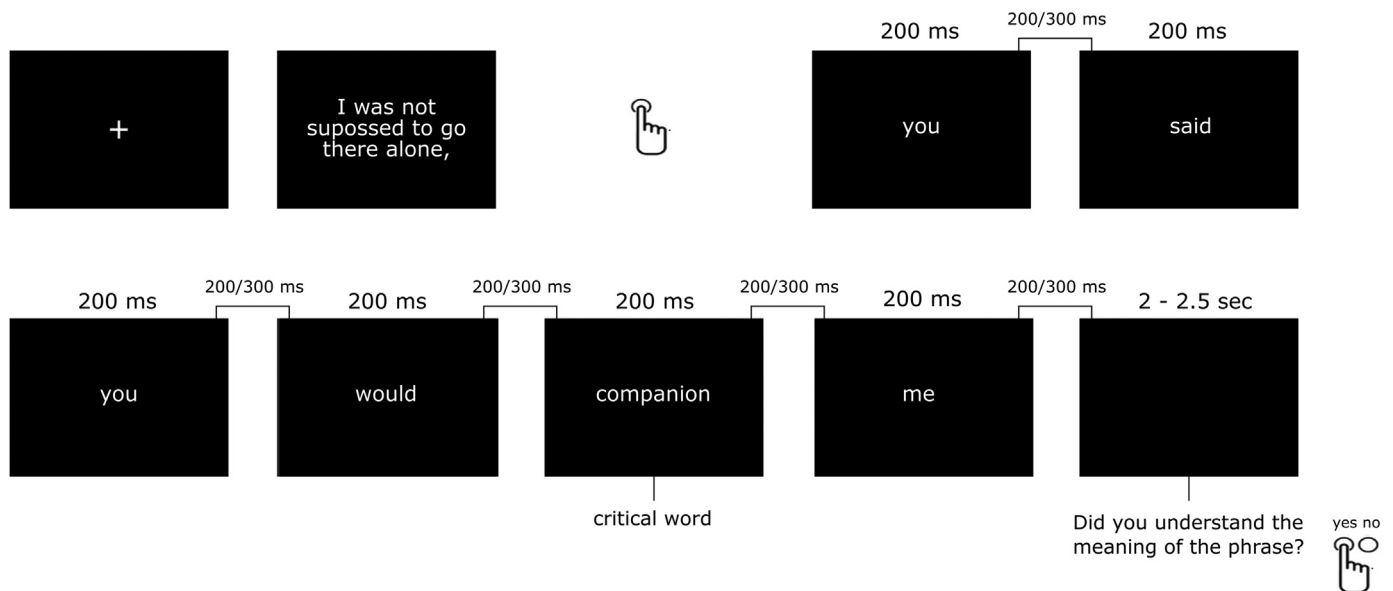 200 ms
200/300 ms
200 ms
+
I was not
supossed to go
there alone,
you
said
200 ms
200/300 ms
200 ms
200/300 ms
200 ms
200/300 ms
200 ms
200/300 ms
2 - 2.5 sec
you
would
companion
me
critical word
Did you understand the
meaning of the phrase?
yes no